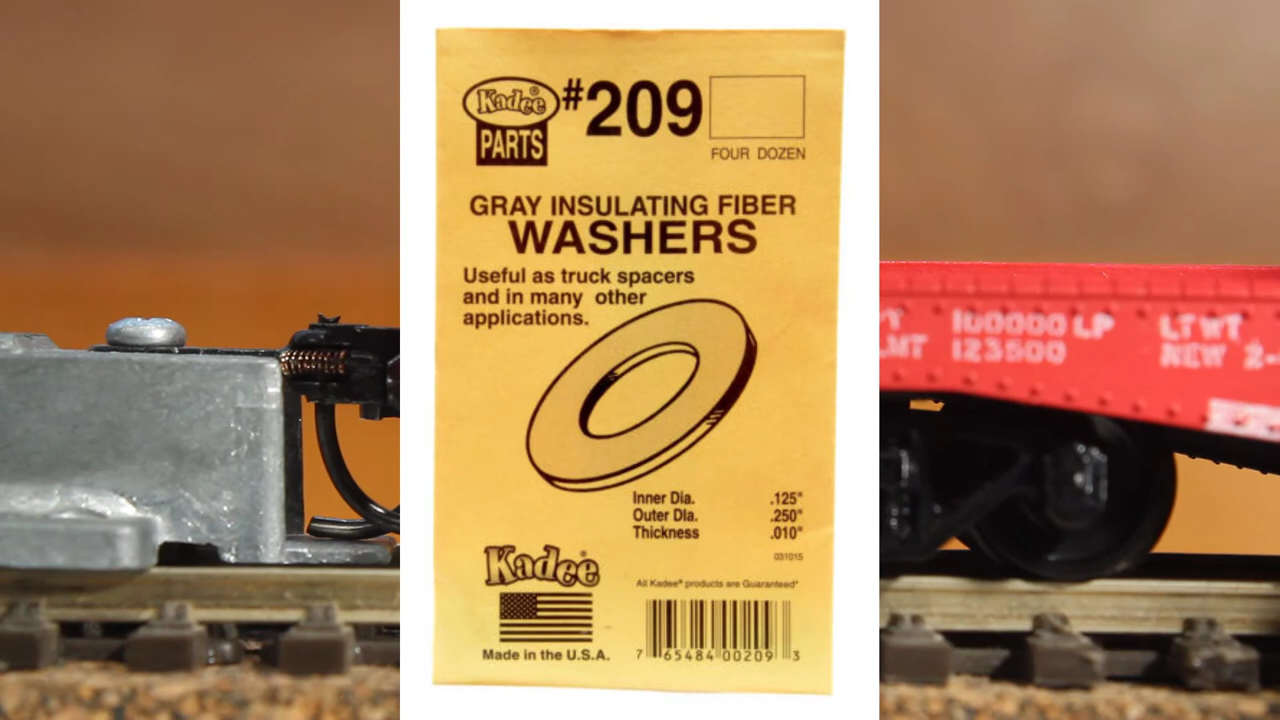 Kadee®
PARTS
#209
FOUR DOZEN
GRAY INSULATING FIBER
WASHERS
Useful as truck spacers
and in many other
applications.
Inner Dia. .125"
Outer Dia. .250"
Thickness .010"
031015
Kadee®
All Kadee® products are Guaranteed*
Made in the U.S.A.
7 65484 00209 3
100000 LT WT
123500 NEW 2-